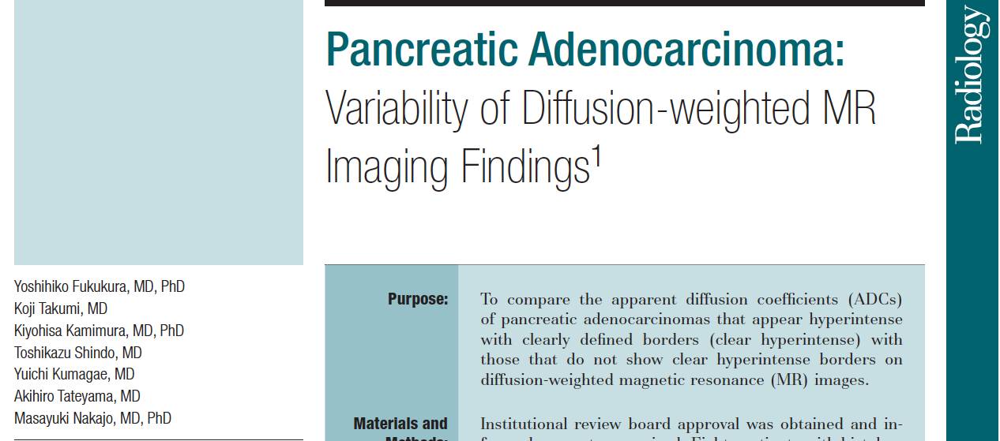 Pancreatic Adenocarcinoma:
Variability of Diffusion-weighted MR
Imaging Findings¹
Radiology
Yoshihiko Fukukura, MD, PhD
Koji Takumi, MD
Kiyohisa Kamimura, MD, PhD
Toshikazu Shindo, MD
Yuichi Kumagae, MD
Akihiro Tateyama, MD
Masayuki Nakajo, MD, PhD
Purpose:
To compare the apparent diffusion coefficients (ADCs)
of pancreatic adenocarcinomas that appear hyperintense
with clearly defined borders (clear hyperintense) with
those that do not show clear hyperintense borders on
diffusion-weighted magnetic resonance (MR) images.
Materials and
Methods:
Institutional review board approval was obtained and in-